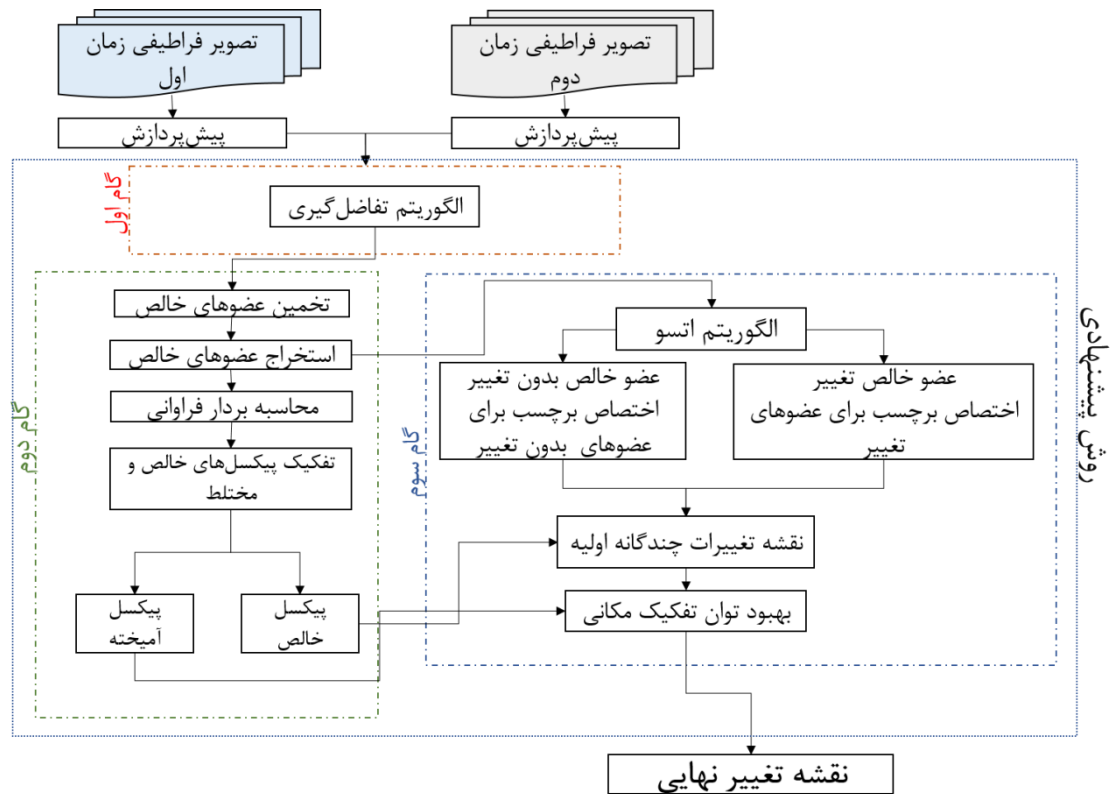 تصویر فراطیفی زمان
اول
تصویر فراطیفی زمان
دوم
پیش‌پردازش
پیش‌پردازش
روش پیشنهادی
گام اول
الگوریتم تفاضل‌گیری
گام دوم
تخمین عضوهای خالص
استخراج عضوهای خالص
محاسبه بردار فراوانی
تفکیک پیکسل‌های خالص و
مختلط
پیکسل
خالص
پیکسل
آمیخته
گام سوم
الگوریتم اتسو
عضو خالص تغییر
اختصاص برچسب برای عضوهای
تغییر
عضو خالص بدون تغییر
اختصاص برچسب برای
عضوهای بدون تغییر
نقشه تغییرات چندگانه اولیه
بهبود توان تفکیک مکانی
نقشه تغییر نهایی